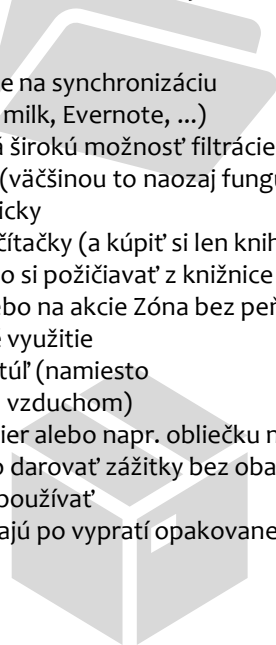 e na synchronizáciu
milk, Evernote, ...)
širokú možnosť filtrácie
(väčšinou to naozaj fungu
icky
čítačky (a kúpiť si len knih
o si požičiavať z knižnice
ebo na akcie Zóna bez peň
využitie
túľ (namiesto
vzduchom)
ier alebo napr. obliečku n
o darovať zážitky bez oba
používať
ajú po vypratí opakovane